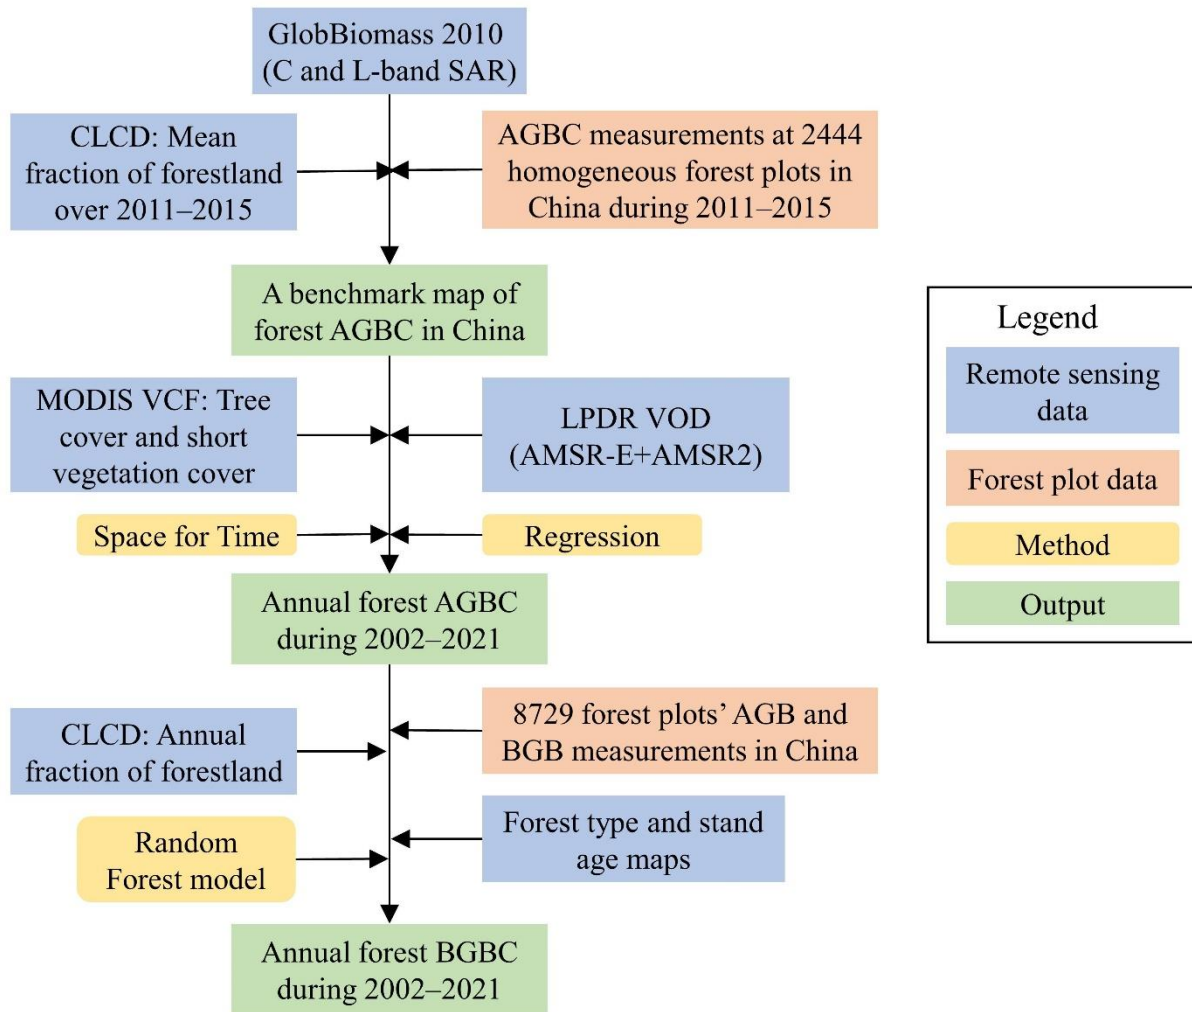 GlobBiomass 2010
(C and L-band SAR)
CLCD: Mean
fraction of forestland
over 2011–2015
AGBC measurements at 2444
homogeneous forest plots in
China during 2011–2015
A benchmark map of
forest AGBC in China
MODIS VCF: Tree
cover and short
vegetation cover
LPDR VOD
(AMSR-E+AMSR2)
Space for Time
Regression
Annual forest AGBC
during 2002–2021
CLCD: Annual
fraction of forestland
8729 forest plots’ AGB and
BGB measurements in China
Random
Forest model
Forest type and stand
age maps
Annual forest BGBC
during 2002–2021
Legend
Remote sensing
data
Forest plot data
Method
Output